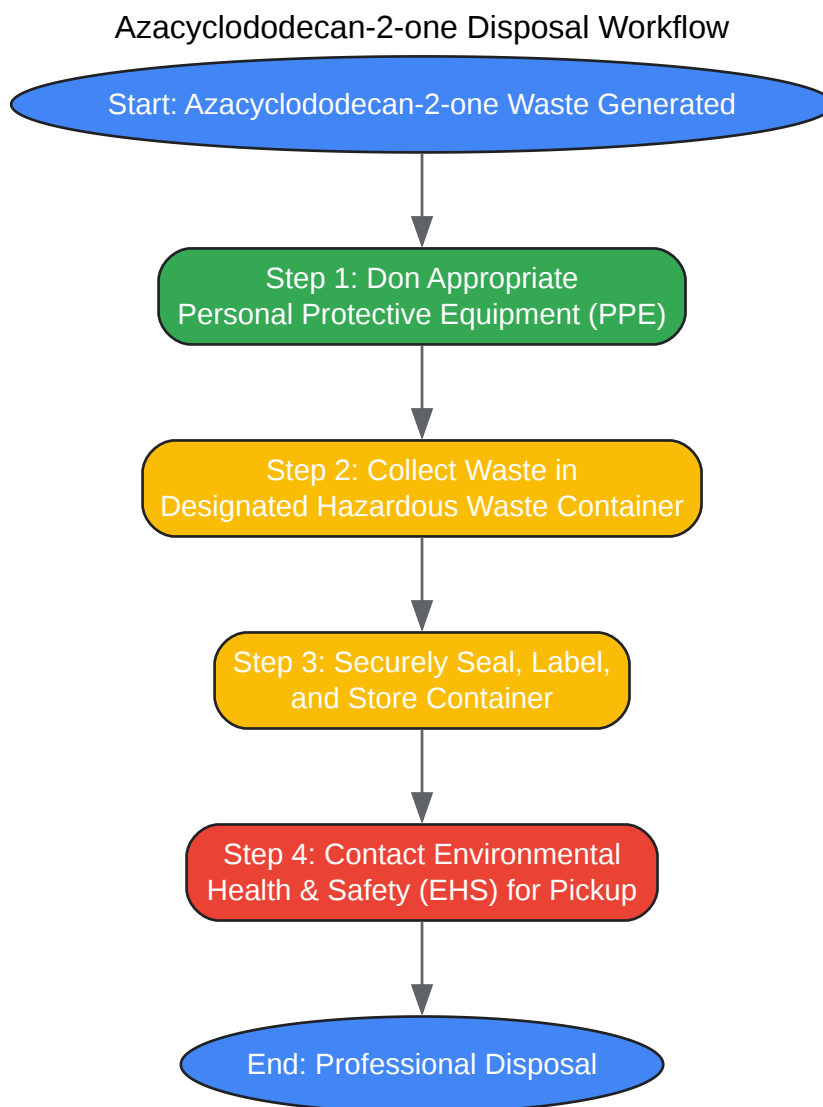 Azacyclododecan-2-one Disposal Workflow
Start: Azacyclododecan-2-one Waste Generated
Step 1: Don Appropriate
Personal Protective Equipment (PPE)
Step 2: Collect Waste in
Designated Hazardous Waste Container
Step 3: Securely Seal, Label,
and Store Container
Step 4: Contact Environmental
Health & Safety (EHS) for Pickup
End: Professional Disposal